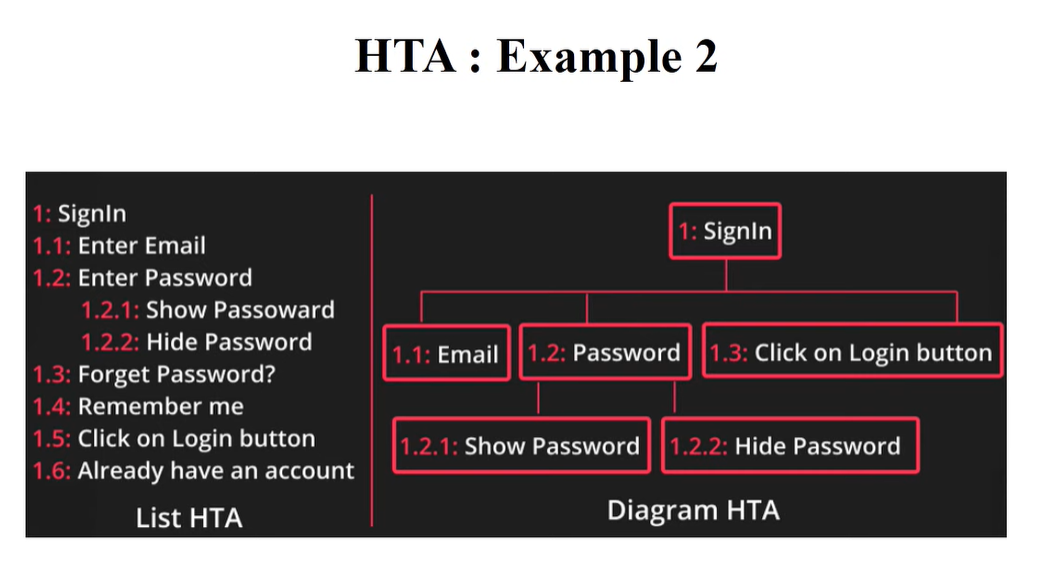 HTA : Example 2
1: SignIn
1.1: Enter Email
1.2: Enter Password
1.2.1: Show Passoward
1.2.2: Hide Password
1.3: Forget Password?
1.4: Remember me
1.5: Click on Login button
1.6: Already have an account
List HTA
1: SignIn
1.1: Email
1.2: Password
1.3: Click on Login button
1.2.1: Show Password
1.2.2: Hide Password
Diagram HTA